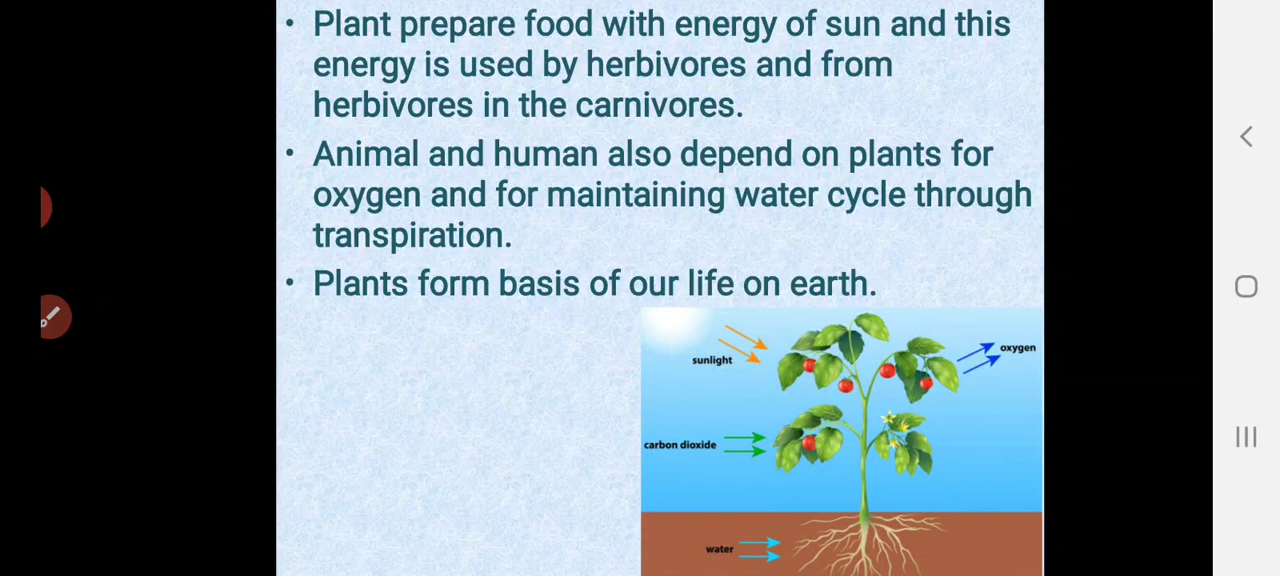 • Plant prepare food with energy of sun and this
energy is used by herbivores and from
herbivores in the carnivores.
• Animal and human also depend on plants for
oxygen and for maintaining water cycle through
transpiration.
• Plants form basis of our life on earth.
sunlight
oxygen
carbon dioxide
water